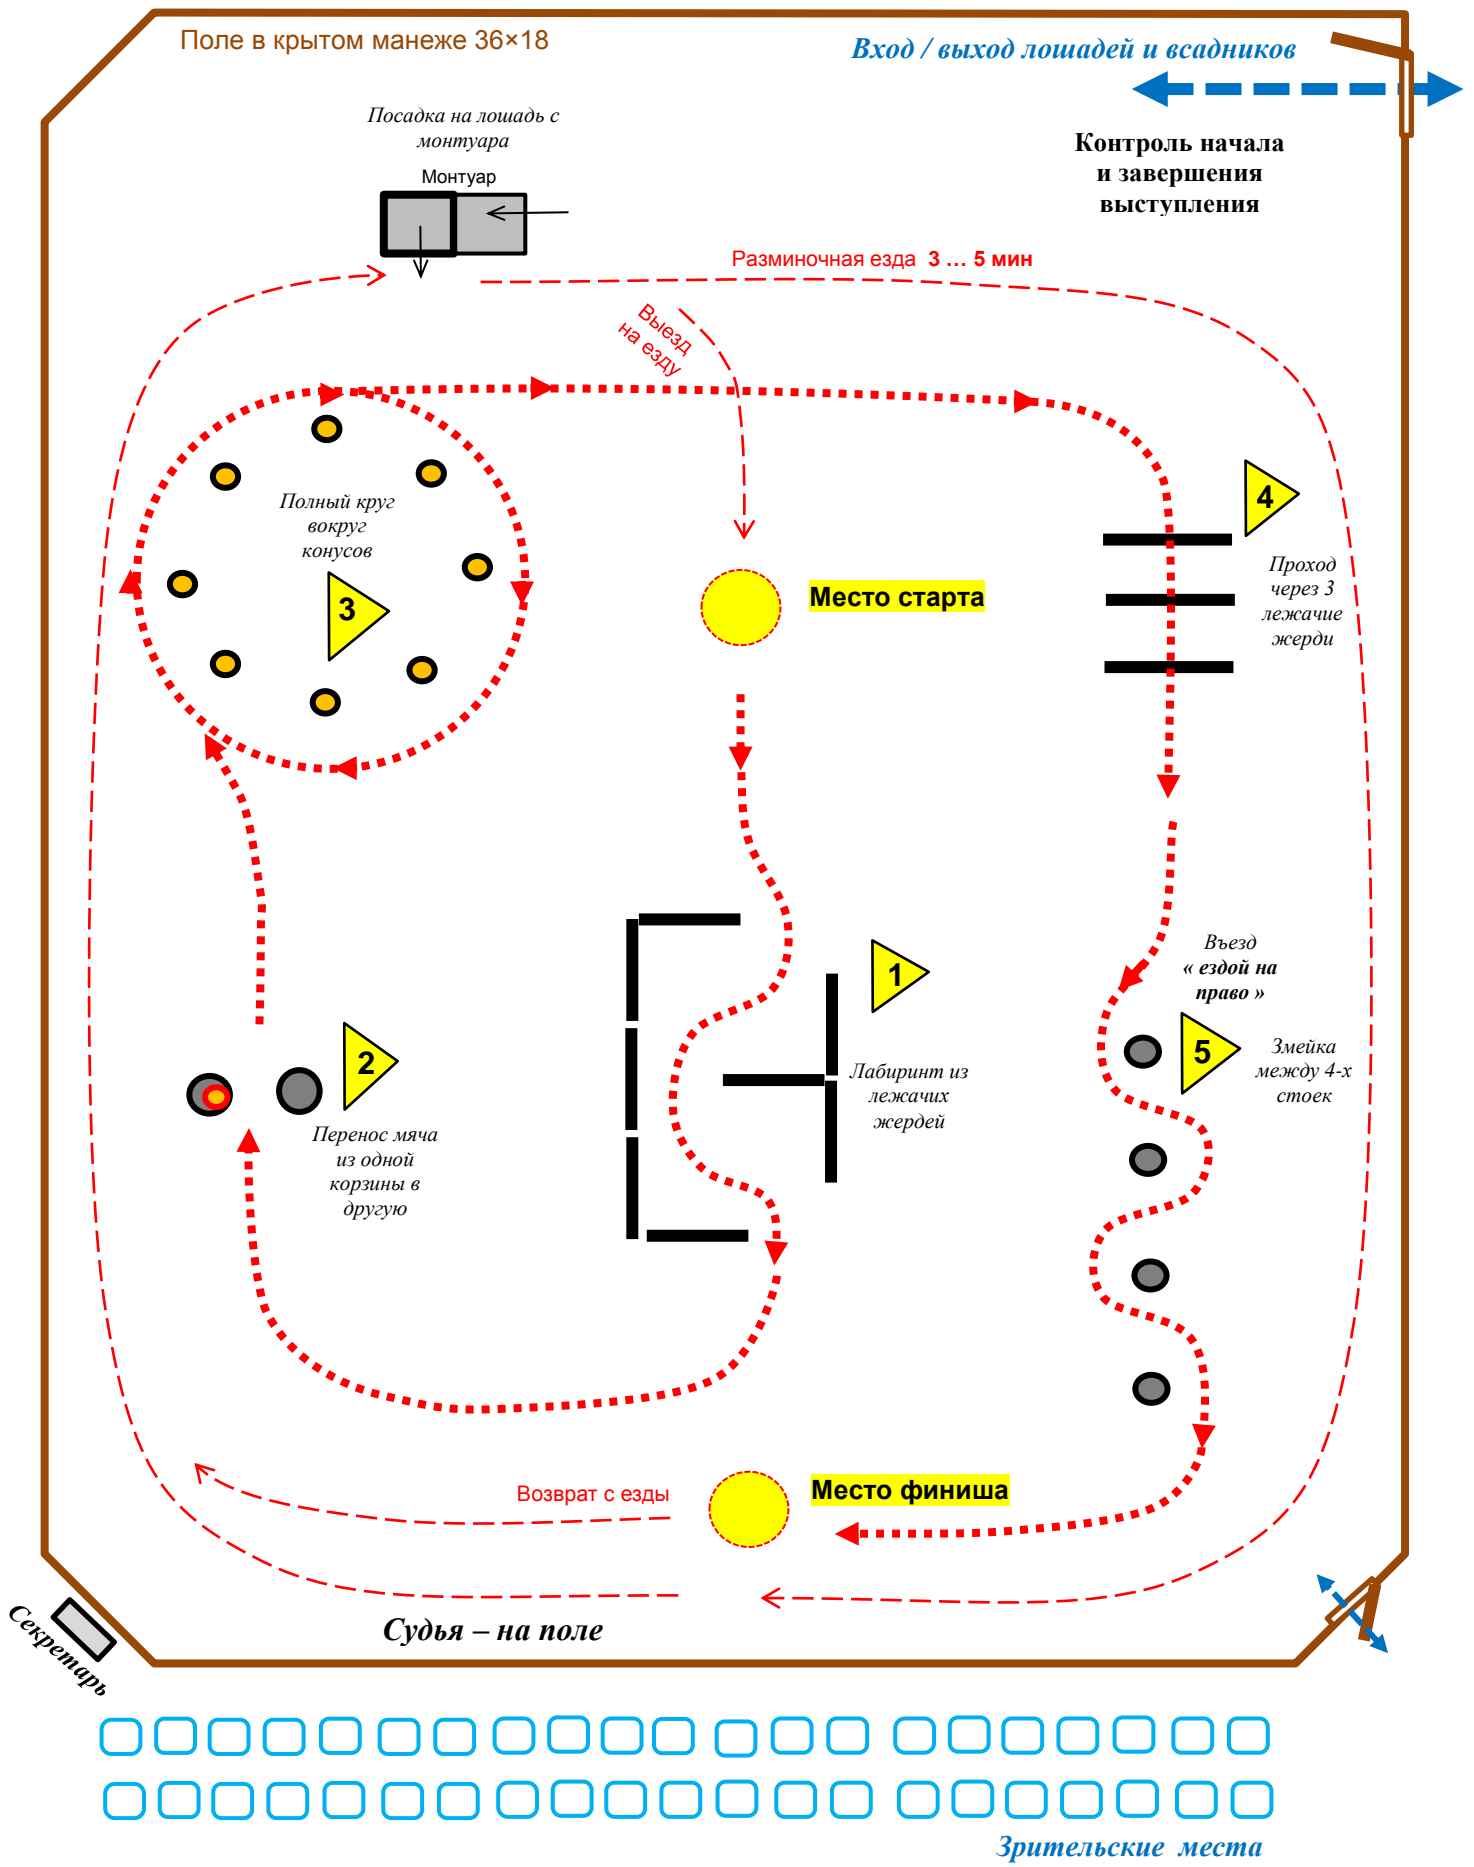 Поле в крытом манеже 36×18
Вход / выход лошадей и всадников
Посадка на лошадь с
монтуара
Монтуар
Контроль начала
и завершения
выступления
Разминочная езда 3 … 5 мин
Выезд
на езду
Полный круг
вокруг
конусов
3
4
Проход
через 3
лежачие
жерди
Место старта
1
Лабиринт из
лежачих
жердей
Въезд
« ездой на
право »
5
Змейка
между 4-х
стоек
2
Перенос мяча
из одной
корзины в
другую
Возврат с езды
Место финиша
Секретарь
Судья – на поле
Зрительские места